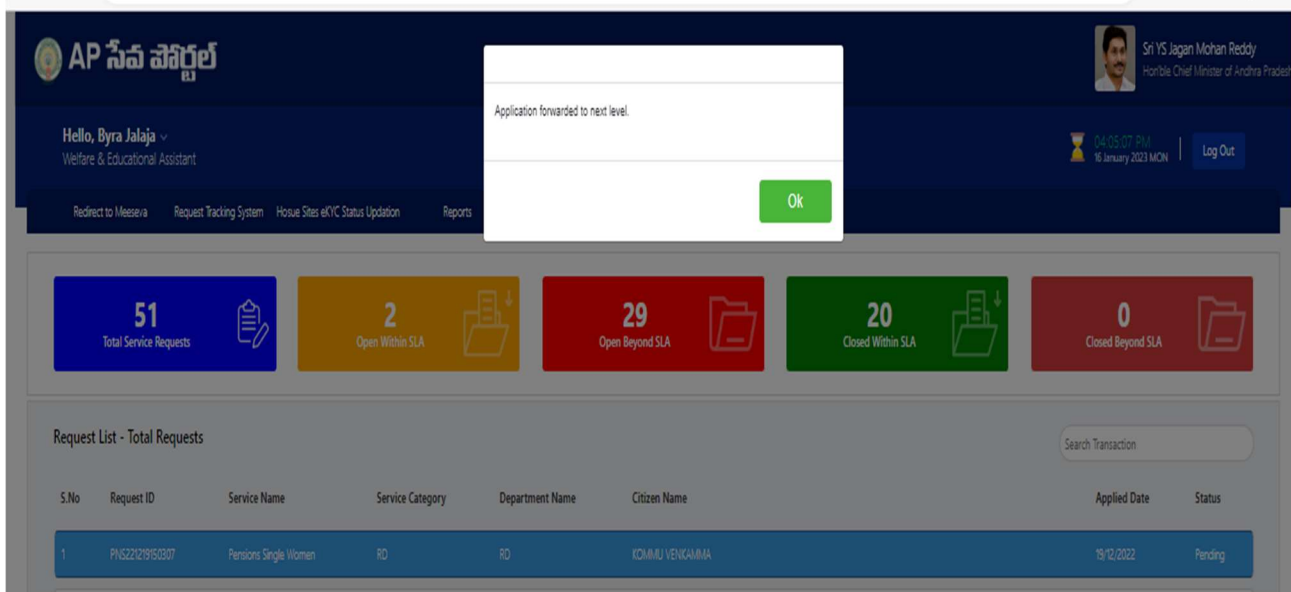 AP సేవ పోర్టల్
Sri YS Jagan Mohan Reddy
Hon'ble Chief Minister of Andhra Pradesh
Application forwarded to next level.
Ok
Hello, Byra Jalaja
Welfare & Educational Assistant
04:05:07 PM
16 January 2023 MON
Log Out
Redirect to Meeseva Request Tracking System Hosue Sites eKYC Status Updation Reports
51 2 29 20 0
Total Service Requests Open Within SLA Open Beyond SLA Closed Within SLA Closed Beyond SLA
Request List - Total Requests
Search Transaction
S.No Request ID Service Name Service Category Department Name Citizen Name Applied Date Status
1 PNS221219150307 Pensions Single Women RD RD KOMMU VENKAMMA 19/12/2022 Pending